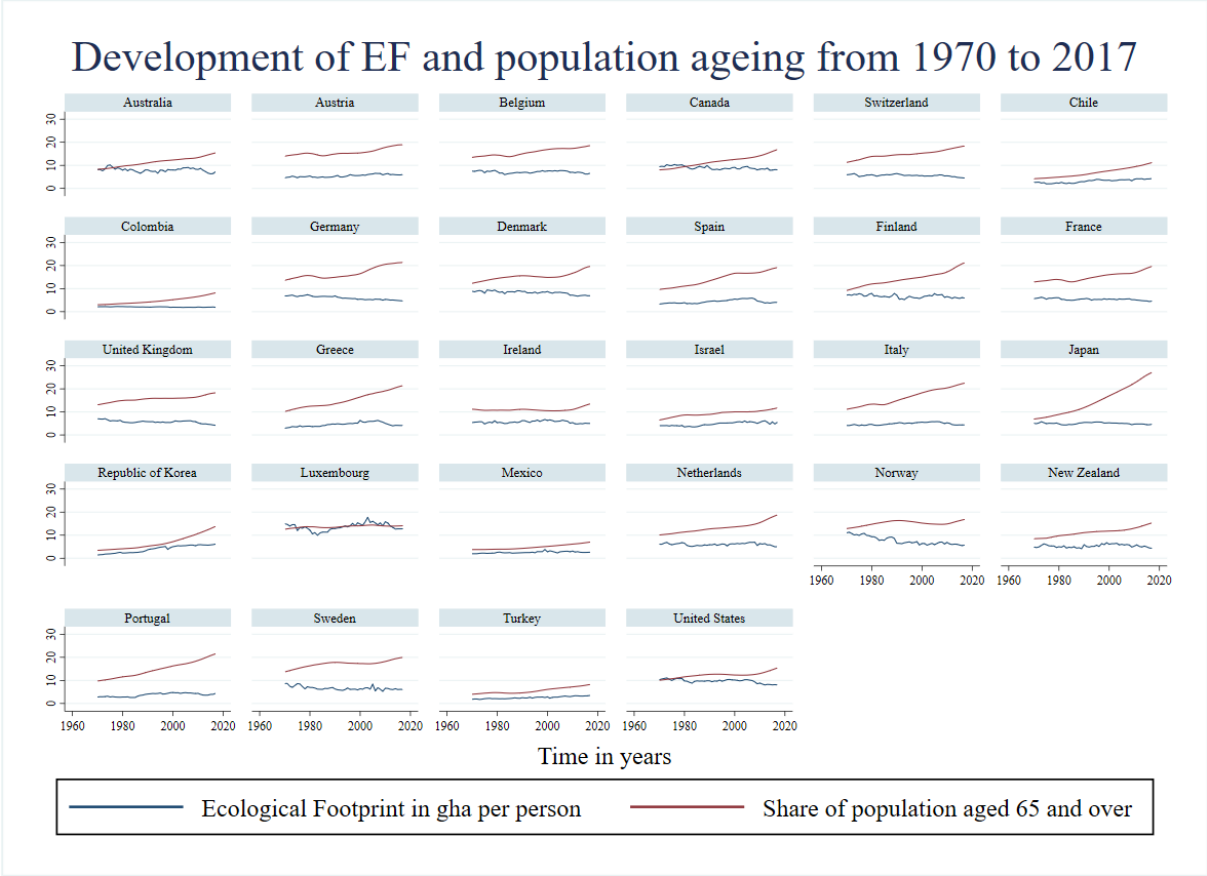 Development of EF and population ageing from 1970 to 2017
Australia Austria Belgium Canada Switzerland Chile
30
20
10
0
Colombia Germany Denmark Spain Finland France
30
20
10
0
United Kingdom Greece Ireland Israel Italy Japan
30
20
10
0
Republic of Korea Luxembourg Mexico Netherlands Norway New Zealand
30
20
10
0
1960 1980 2000 2020 1960 1980 2000 2020
Portugal Sweden Turkey United States
30
20
10
0
1960 1980 2000 2020 1960 1980 2000 2020 1960 1980 2000 2020 1960 1980 2000 2020
Time in years
Ecological Footprint in gha per person Share of population aged 65 and over